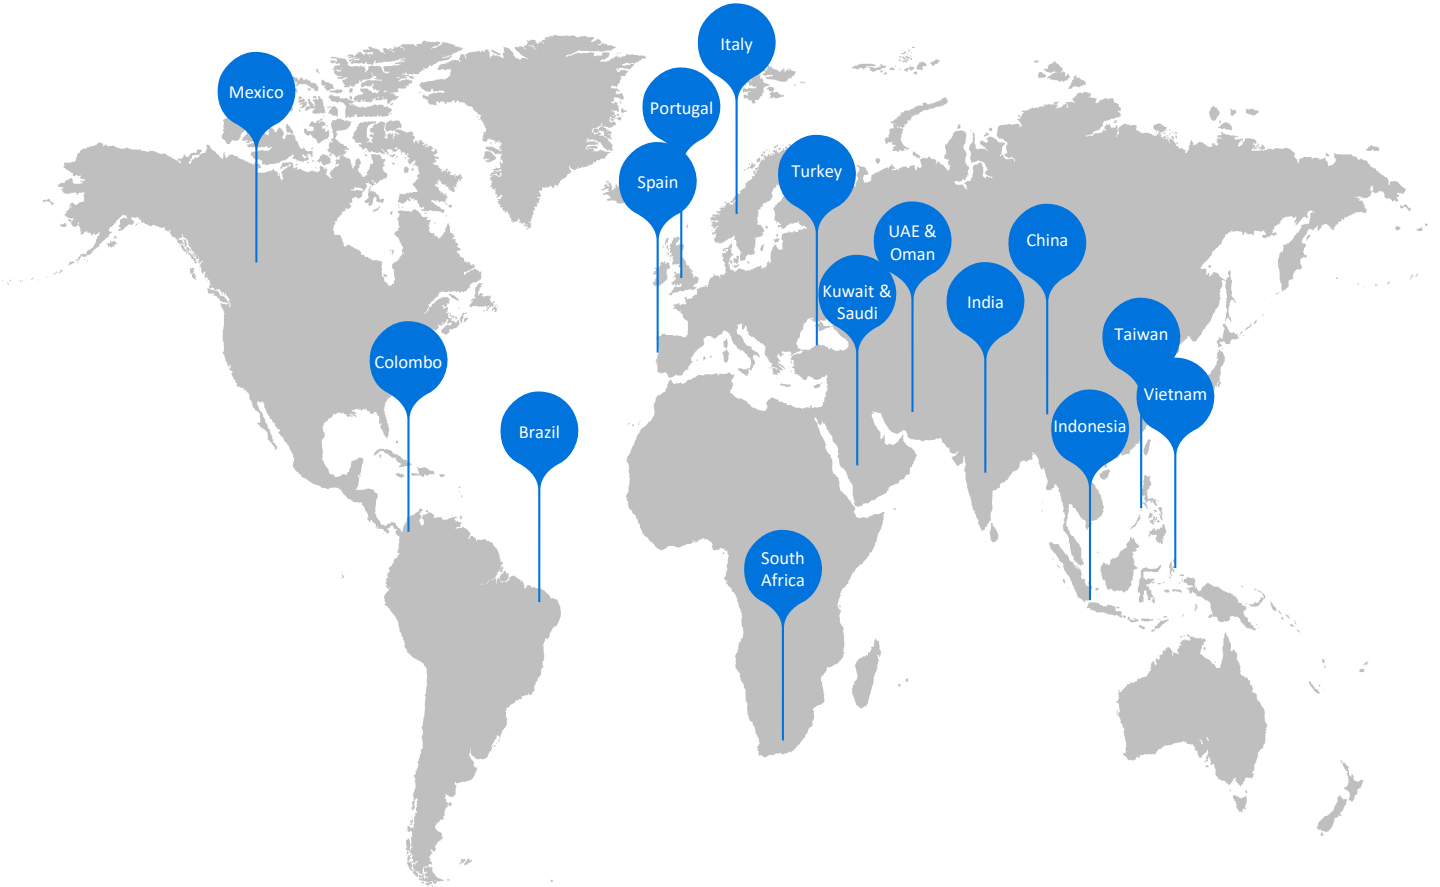 Italy
Mexico
Portugal
Turkey
Spain
UAE &
Oman
China
Kuwait &
Saudi
India
Taiwan
Colombo
Vietnam
Indonesia
Brazil
South
Africa